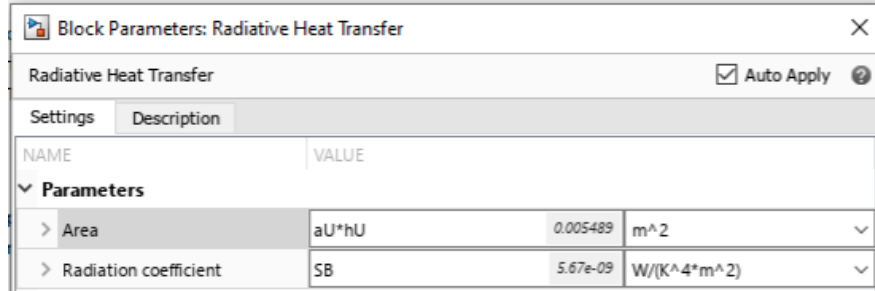 Block Parameters: Radiative Heat Transfer
Radiative Heat Transfer Auto Apply
Settings Description
NAME VALUE
Parameters
Area aU*hU 0.005489 m^2
Radiation coefficient SB 5.67e-09 W/(K^4*m^2)